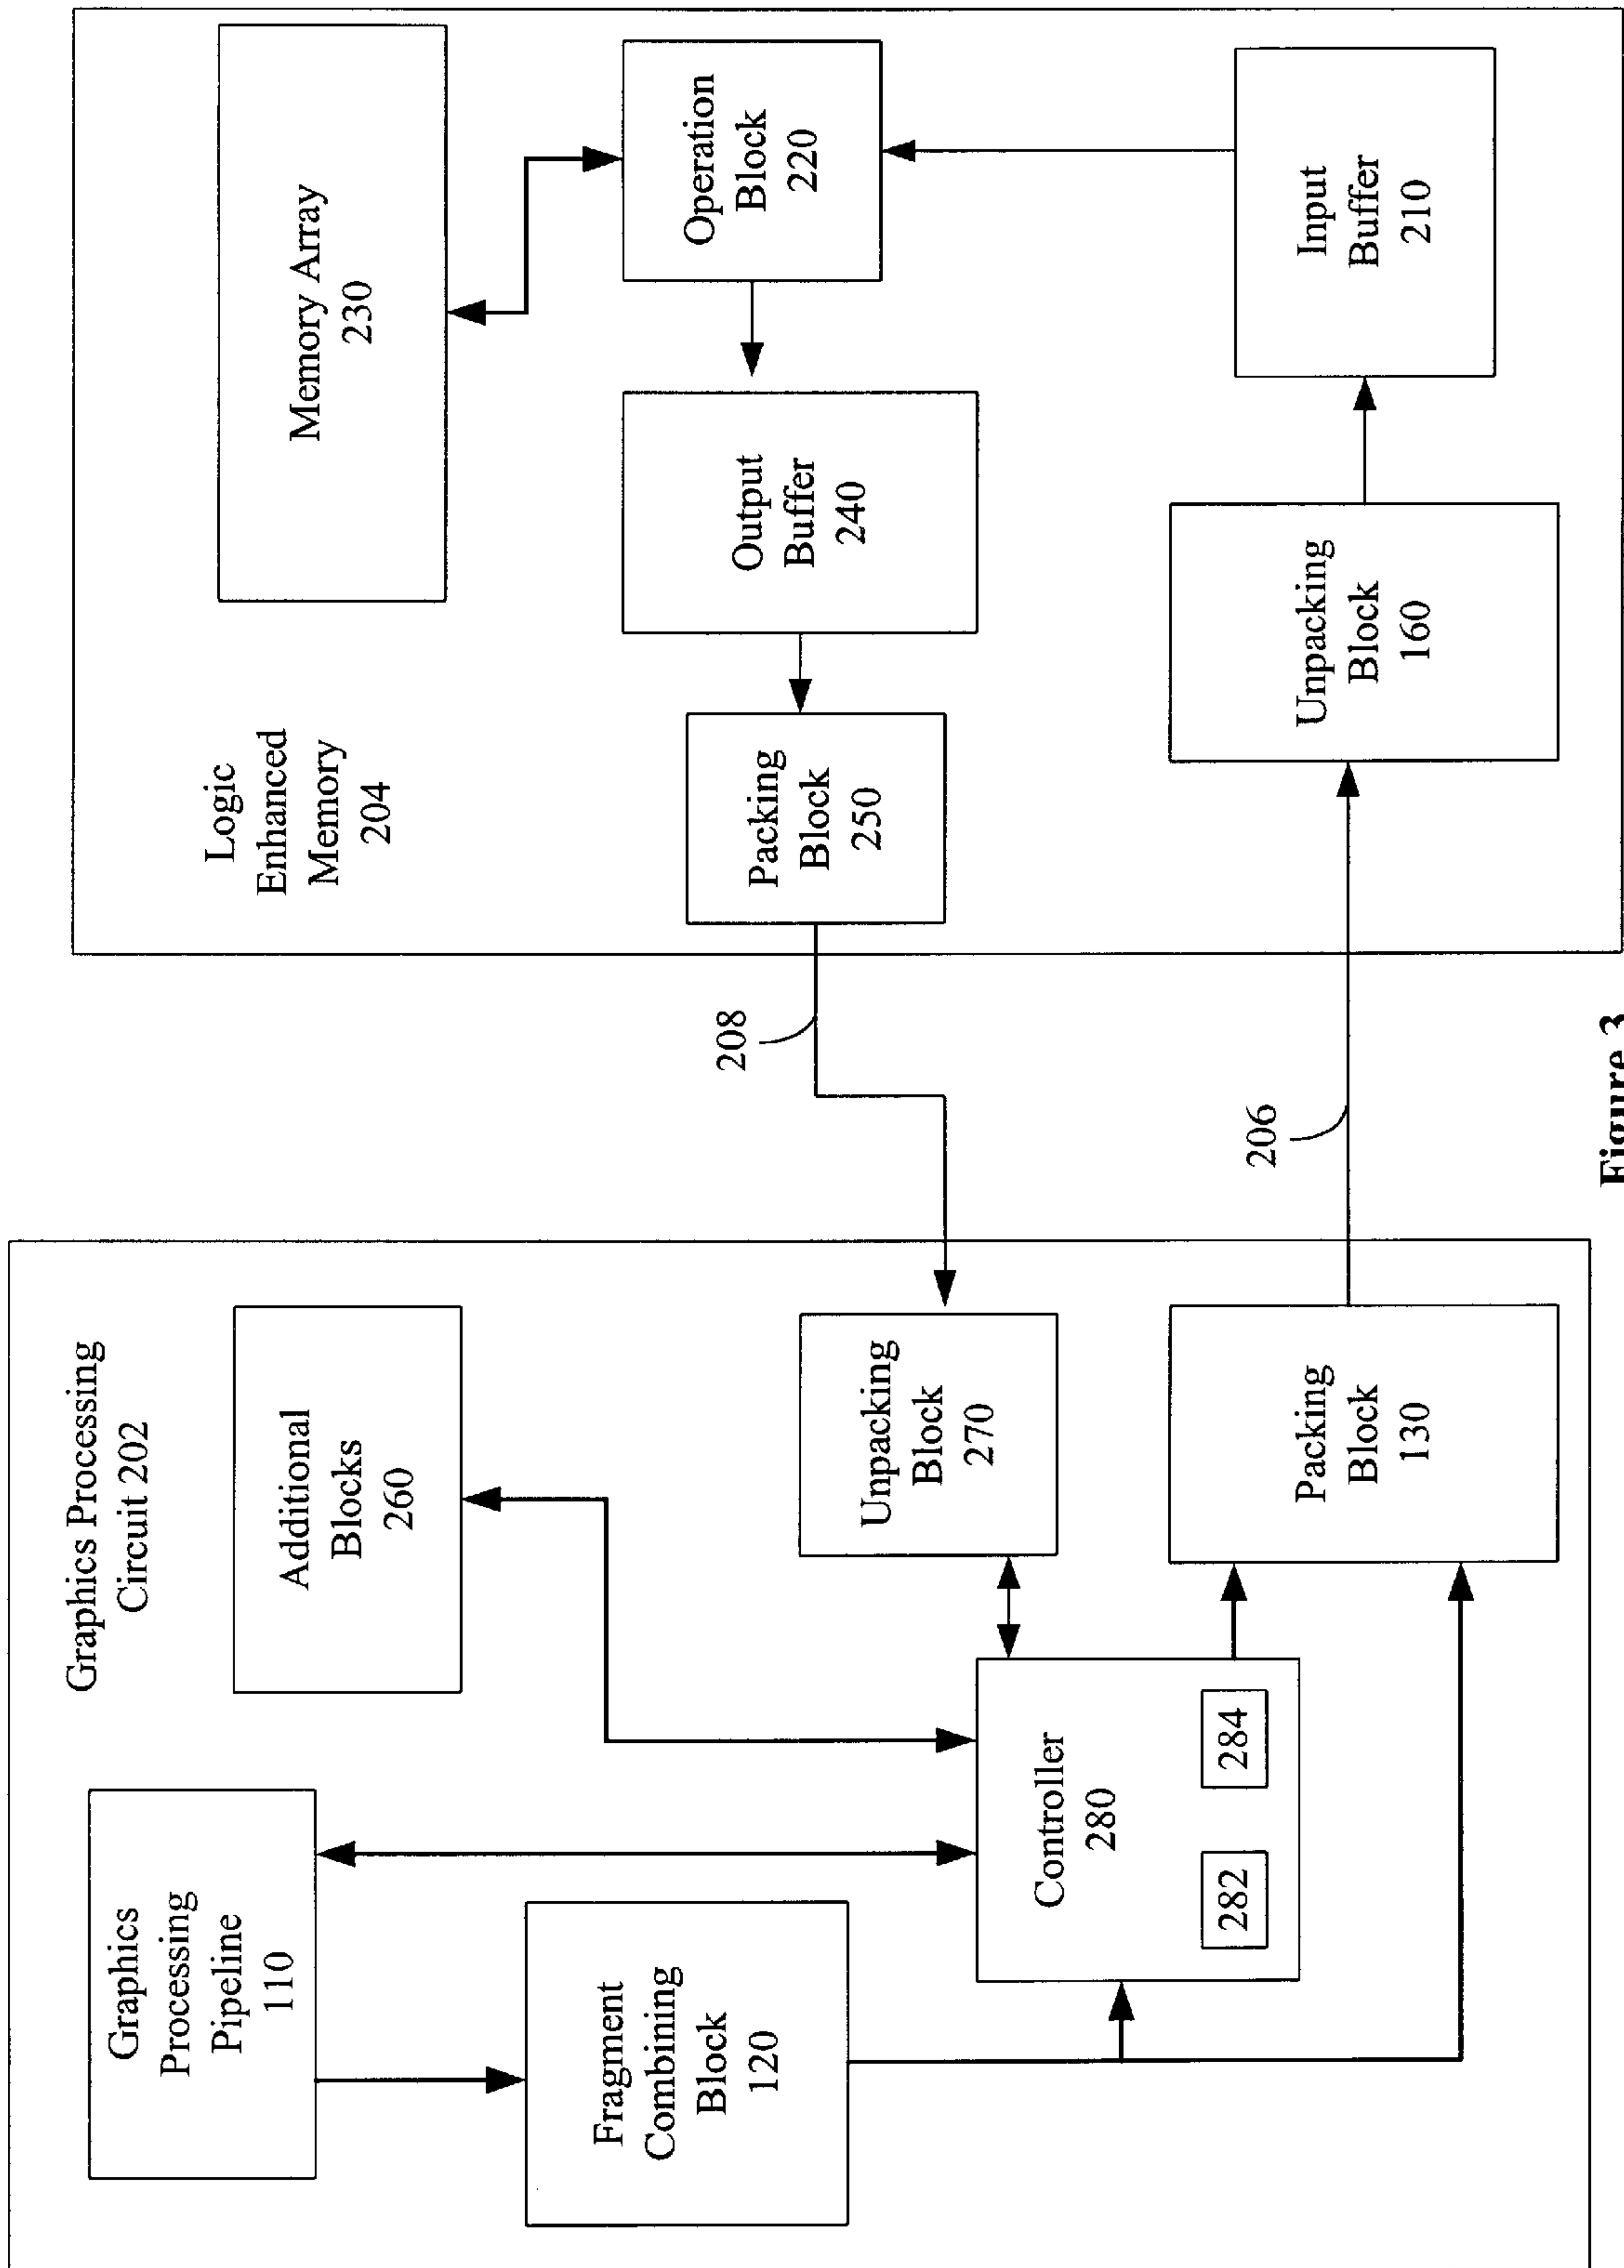 Graphics Processing
Circuit 202
Graphics
Processing
Pipeline
110
Fragment
Combining
Block
120
Additional
Blocks
260
Controller
280
282
284
Unpacking
Block
270
Packing
Block
130
208
206
Logic
Enhanced
Memory
204
Memory Array
230
Packing
Block
250
Output
Buffer
240
Operation
Block
220
Unpacking
Block
160
Input
Buffer
210
Figure 3